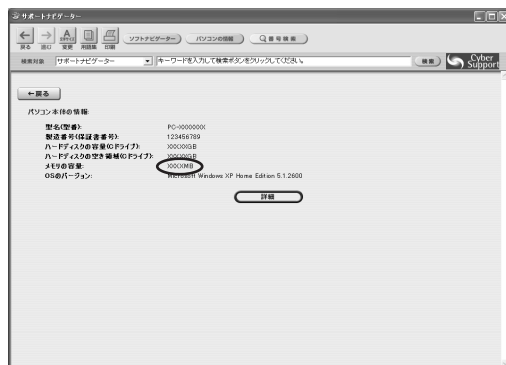 サポートナビゲーター
戻る 進む 変更 用語集 印刷
ソフトナビゲーター パソコンの情報 番号検索
検索対象 サポートナビゲーター キーワードを入力して検索ボタンをクリックしてください。 検索 Cyber Support
←戻る
パソコン本体の情報:
型名(型番): PC-XXXXXXX
製造番号(保証書番号): 123456789
ハードディスクの容量(Cドライブ): XXXXXGB
ハードディスクの空き領域(Cドライブ): XXXXXGB
メモリの容量: XXXXMB
OSのバージョン: Microsoft Windows XP Home Edition 5.1.2600
詳細